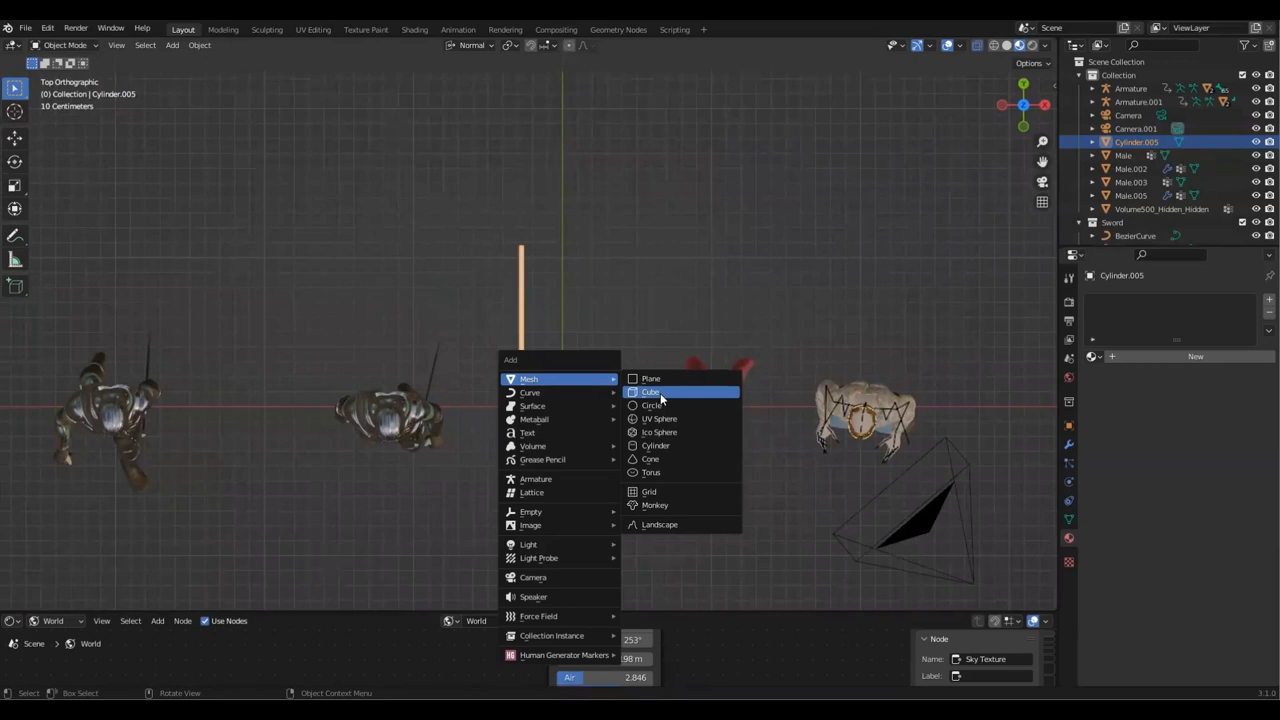 File Edit Render Window Help Layout Modeling Sculpting UV Editing Texture Paint Shading Animation Rendering Compositing Geometry Nodes Scripting Scene ViewLayer
Object Mode View Select Add Object Normal
Options
Top Orthographic
(0) Collection | Cylinder.005
10 Centimeters
Z
Scene Collection
Collection
Armature
Armature.001
Camera
Camera.001
Cylinder.005
Male
Male.002
Male.003
Male.005
Volume500_Hidden_Hidden
Sword
BezierCurve
Cylinder.005
New
Add
Mesh
Curve
Surface
Metaball
Text
Volume
Grease Pencil
Armature
Lattice
Empty
Image
Light
Light Probe
Camera
Speaker
Force Field
Collection Instance
Human Generator Markers
Plane
Cube
Circle
UV Sphere
Ico Sphere
Cylinder
Cone
Torus
Grid
Monkey
Landscape
World View Select Add Node Use Nodes World
Scene World
253°
Air 2.846
Node
Name: Sky Texture
Label:
Select Box Select Rotate View Object Context Menu 3.1.0